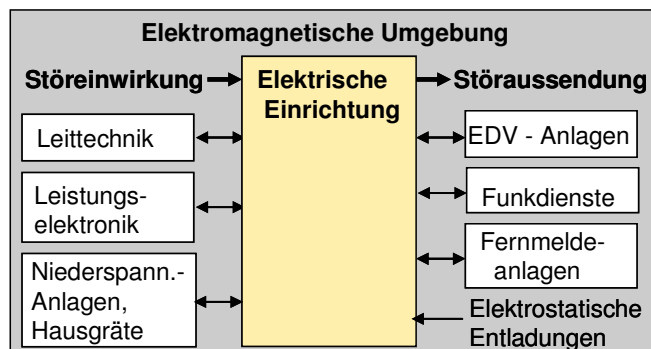 Elektromagnetische Umgebung
Störeinwirkung
Elektrische
Einrichtung
Störaussendung
Leittechnik
Leistungs-
elektronik
Niederspann.-
Anlagen,
Hausgräte
EDV - Anlagen
Funkdienste
Fernmelde-
anlagen
Elektrostatische
Entladungen